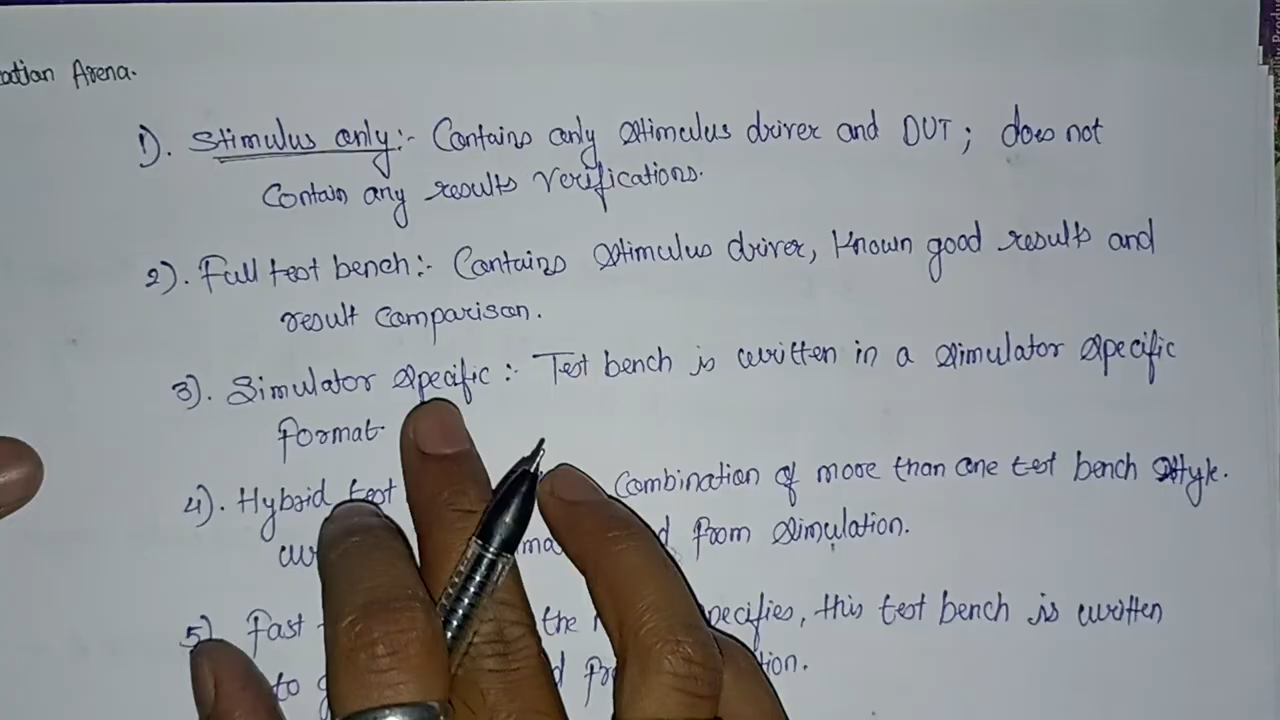 Arena.
1). Stimulus only:- Contains only stimulus driver and DUT; does not
Contain any results verifications.
2). Full test bench:- Contains stimulus driver, known good results and
result comparison.
3). Simulator specific:- Test bench is written in a simulator specific
format.
4). Hybrid test combination of more than one test bench style.
from simulation.
5) Fast the this test bench is written
to